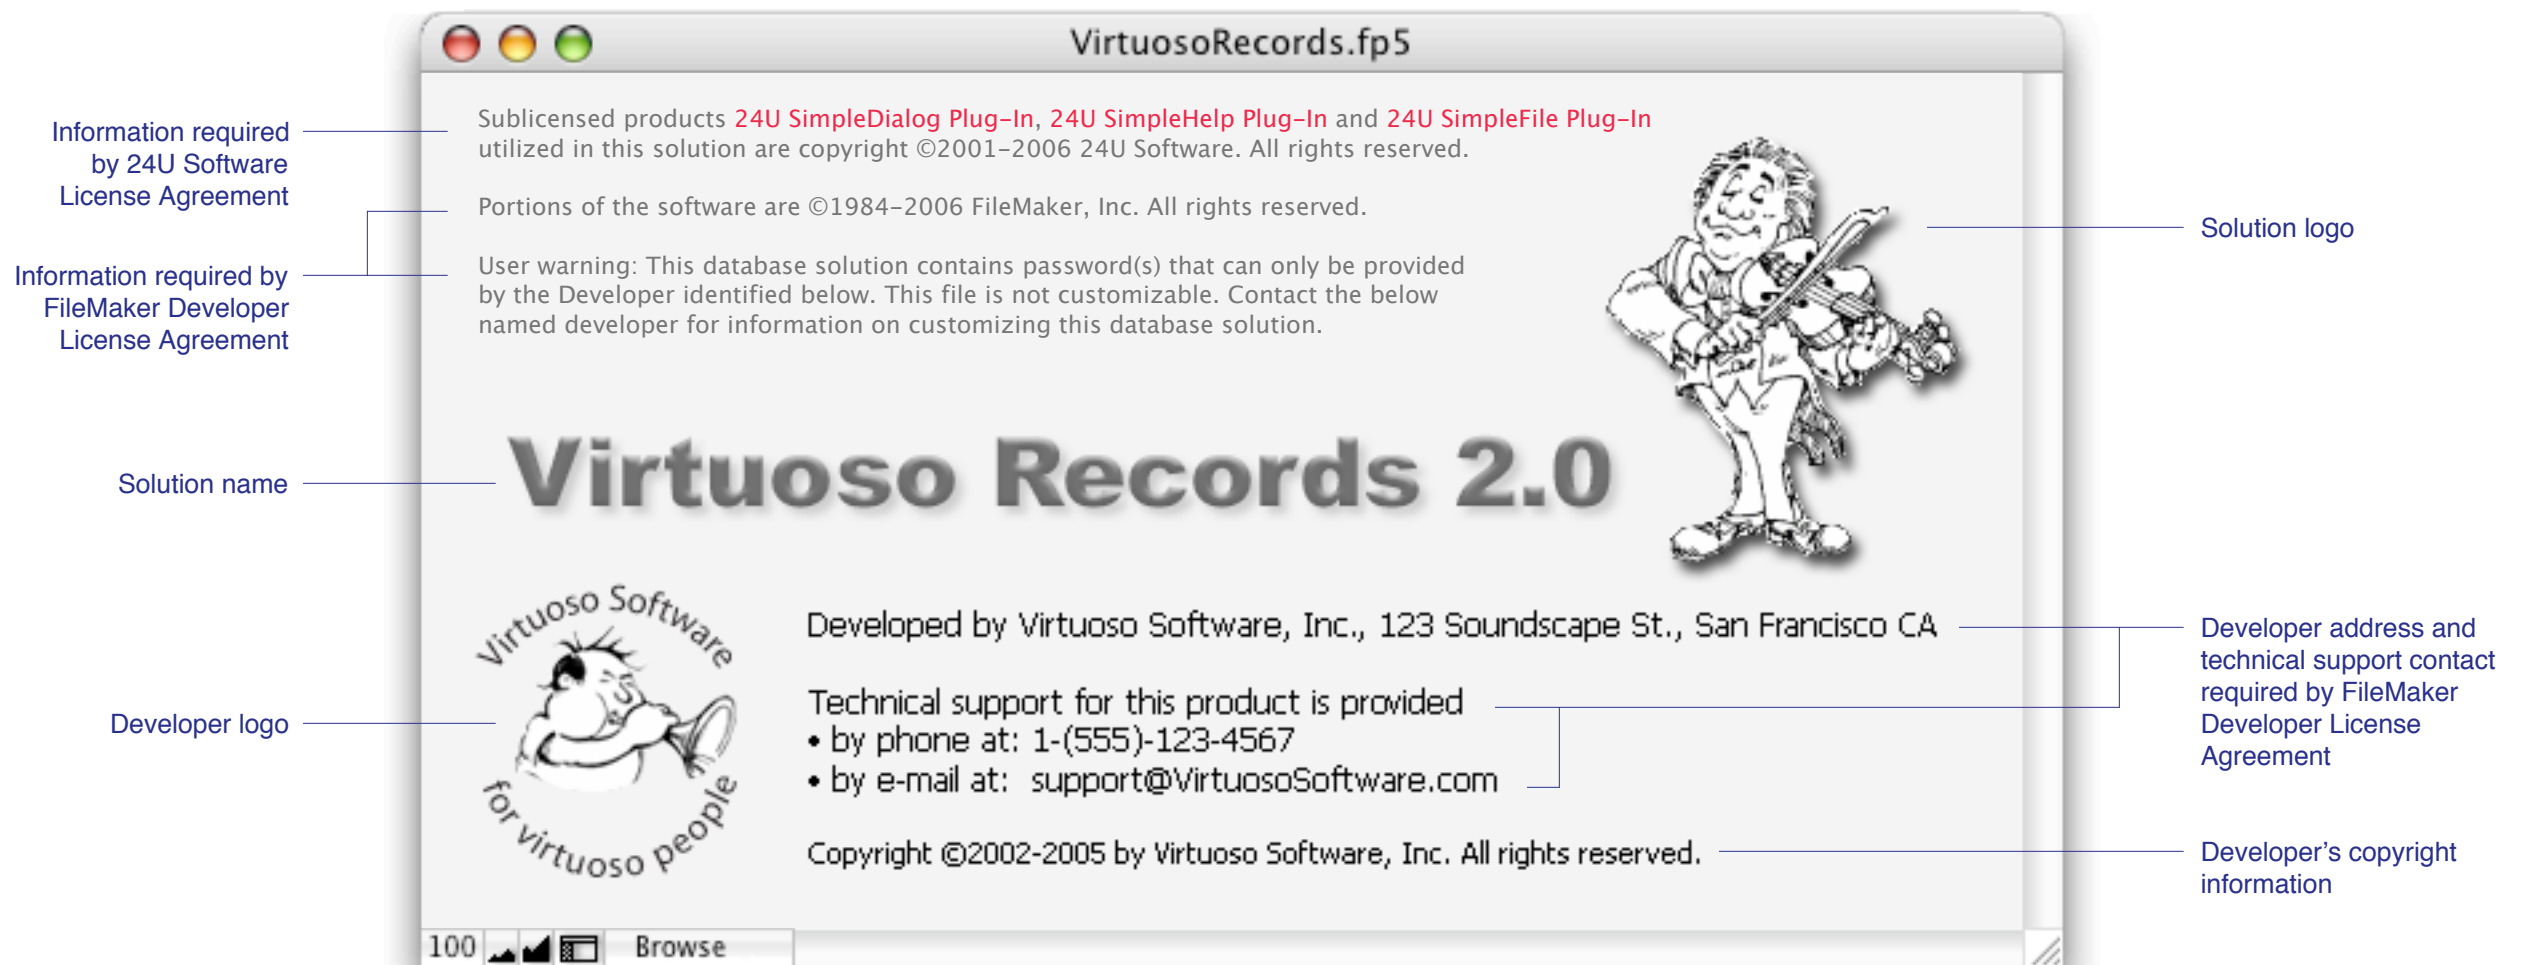 VirtuosoRecords.fp5
Information required
by 24U Software
License Agreement
Sublicensed products 24U SimpleDialog Plug-In, 24U SimpleHelp Plug-In and 24U SimpleFile Plug-In
utilized in this solution are copyright ©2001-2006 24U Software. All rights reserved.
Information required by
FileMaker Developer
License Agreement
Portions of the software are ©1984-2006 FileMaker, Inc. All rights reserved.
User warning: This database solution contains password(s) that can only be provided
by the Developer identified below. This file is not customizable. Contact the below
named developer for information on customizing this database solution.
Solution logo
Solution name
Virtuoso Records 2.0
Developer logo
Virtuoso Software
for virtuoso people
Developed by Virtuoso Software, Inc., 123 Soundscape St., San Francisco CA
Technical support for this product is provided
• by phone at: 1-(555)-123-4567
• by e-mail at: support@VirtuosoSoftware.com
Developer address and
technical support contact
required by FileMaker
Developer License
Agreement
Copyright ©2002-2005 by Virtuoso Software, Inc. All rights reserved.
Developer’s copyright
information
100 Browse